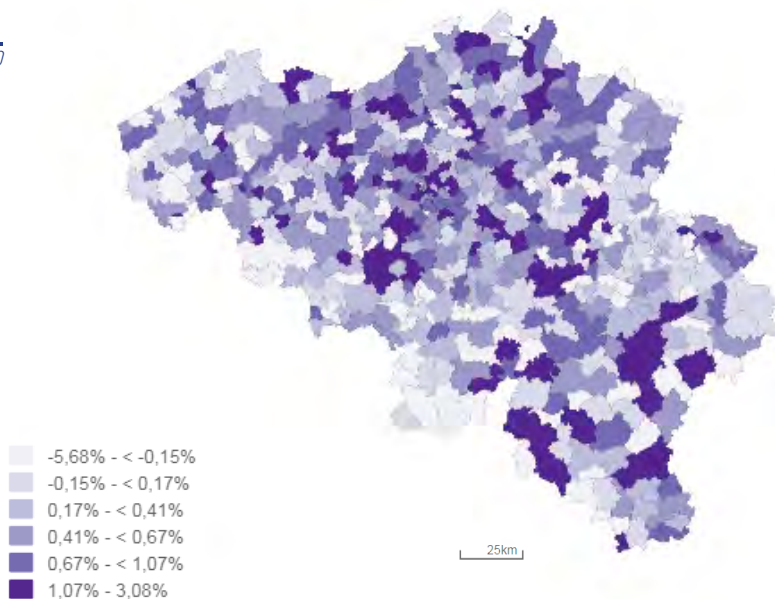 -5,68% - < -0,15%
-0,15% - < 0,17%
0,17% - < 0,41%
0,41% - < 0,67%
0,67% - < 1,07%
1,07% - 3,08%
25km